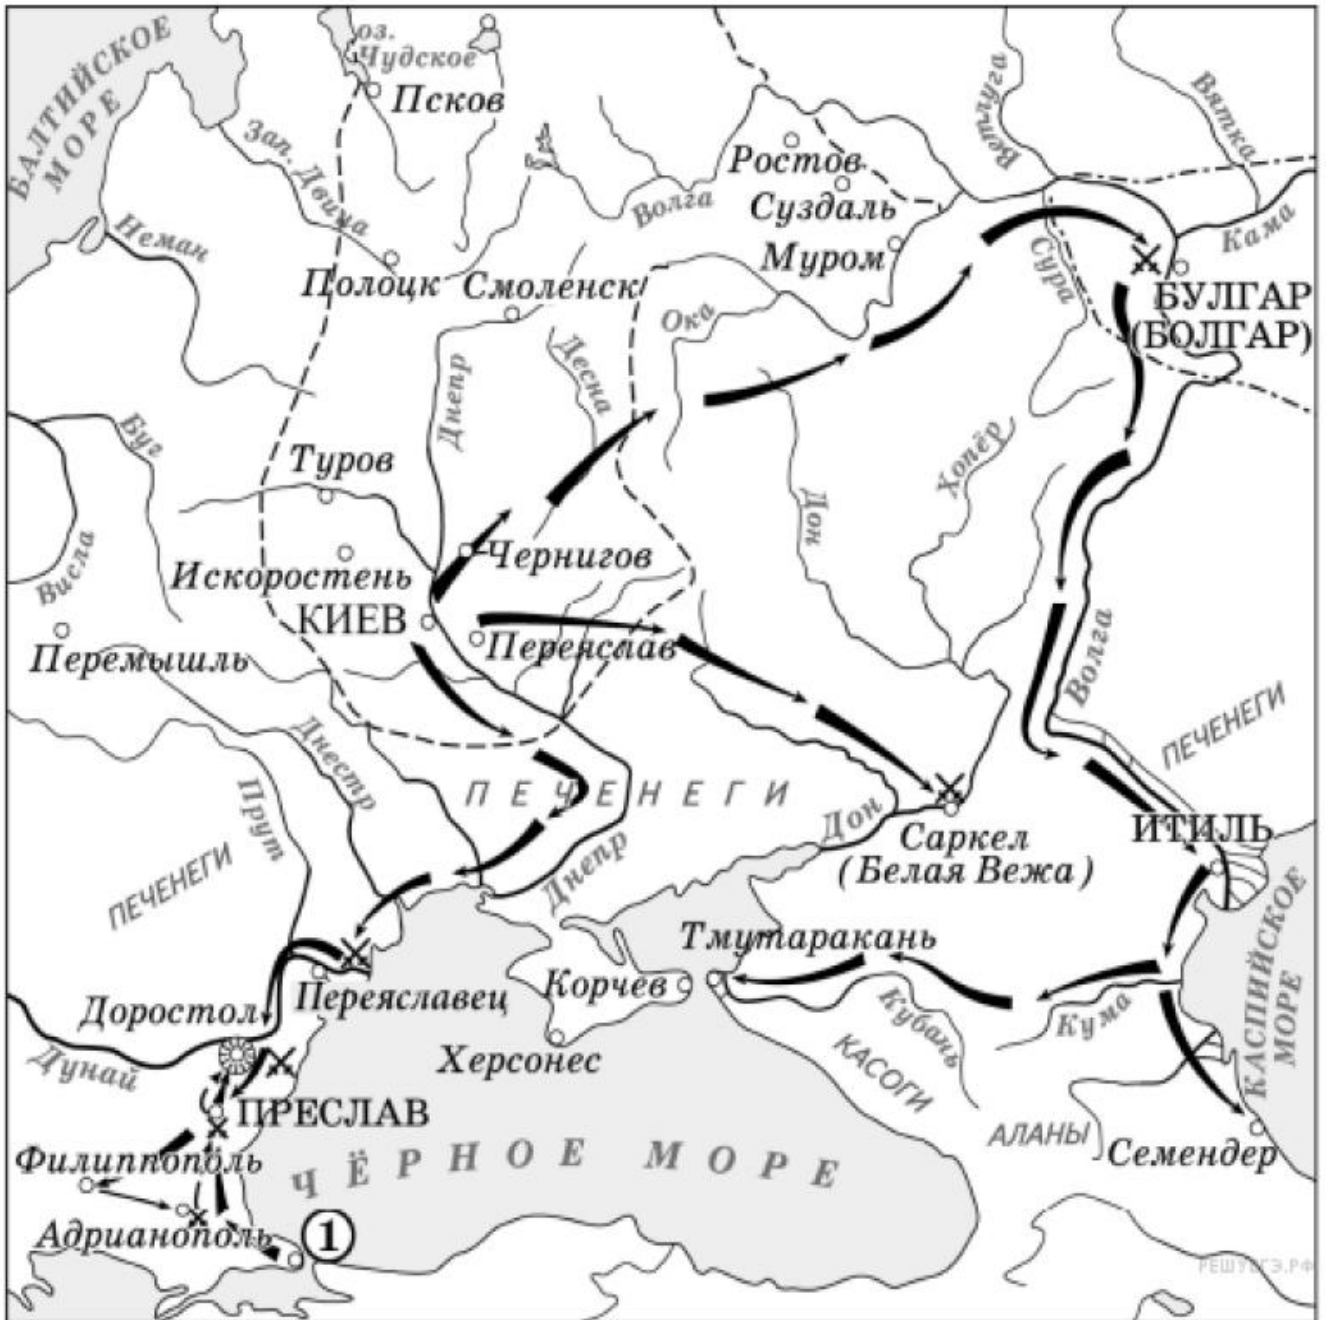 БАЛТИЙСКОЕ
МОРЕ
оз.
Чудское
Псков
Зап. Двина
Ветлуга
Вятка
Ростов
Волга
Суздаль
Неман
Муром
Сура
Кама
Полоцк
Смоленск
Ока
БУЛГАР
(БОЛГАР)
Днепр
Десна
Буг
Туров
Хопёр
Дон
Висла
Искоростень
Чернигов
КИЕВ
Переяслав
Перемышль
Волга
ПЕЧЕНЕГИ
Днестр
Прут
ПЕЧЕНЕГИ
Дон
ИТИЛЬ
Саркел
(Белая Вежа)
ПЕЧЕНЕГИ
Днепр
КАСПИЙСКОЕ
МОРЕ
Тмутаракань
Корчев
Переяславец
Доростол
Кубань
Кума
Херсонес
Дунай
КАСОГИ
ПРЕСЛАВ
АЛАНЫ
Семендер
Филиппополь
ЧЁРНОЕ МОРЕ
Адрианополь
1
РЕШУЕГЭ.РФ